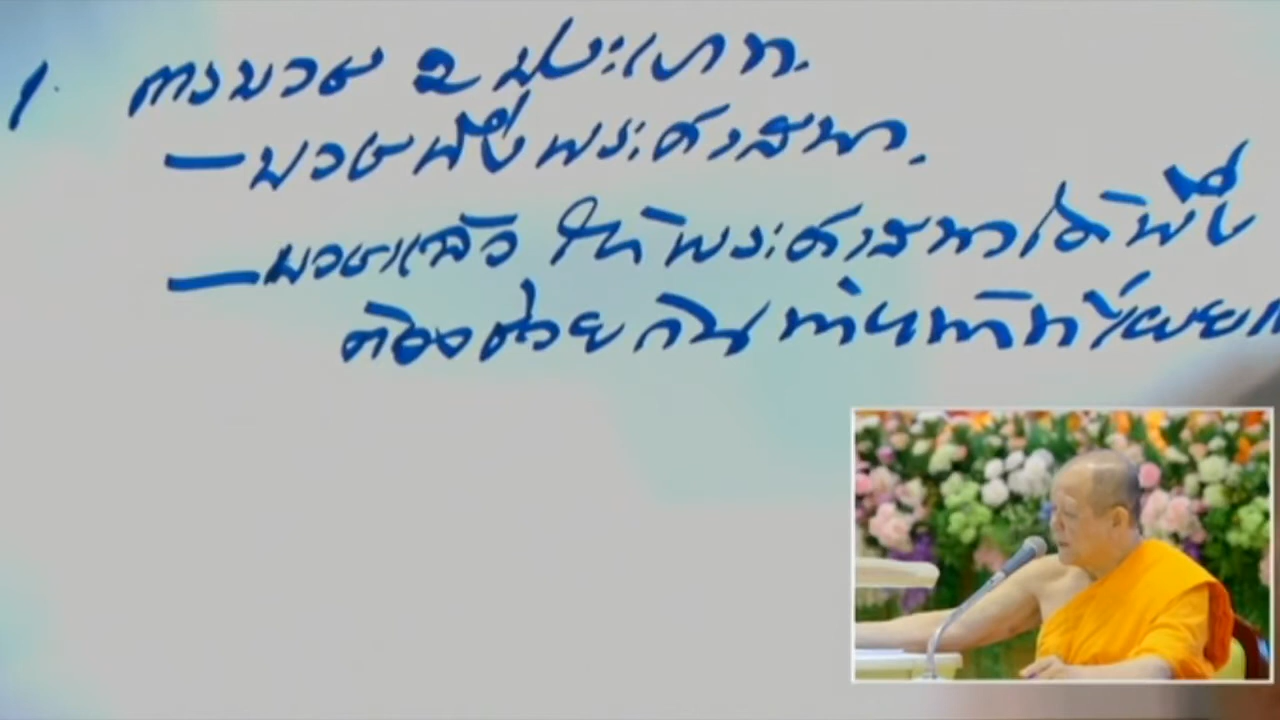 1. การบวช 2 ประเภท.
— บวชพึ่งพระศาสนา.
— บวชแล้ว ให้พระศาสนาได้พึ่ง
ต้องช่วยกันทำหน้าที่เผย